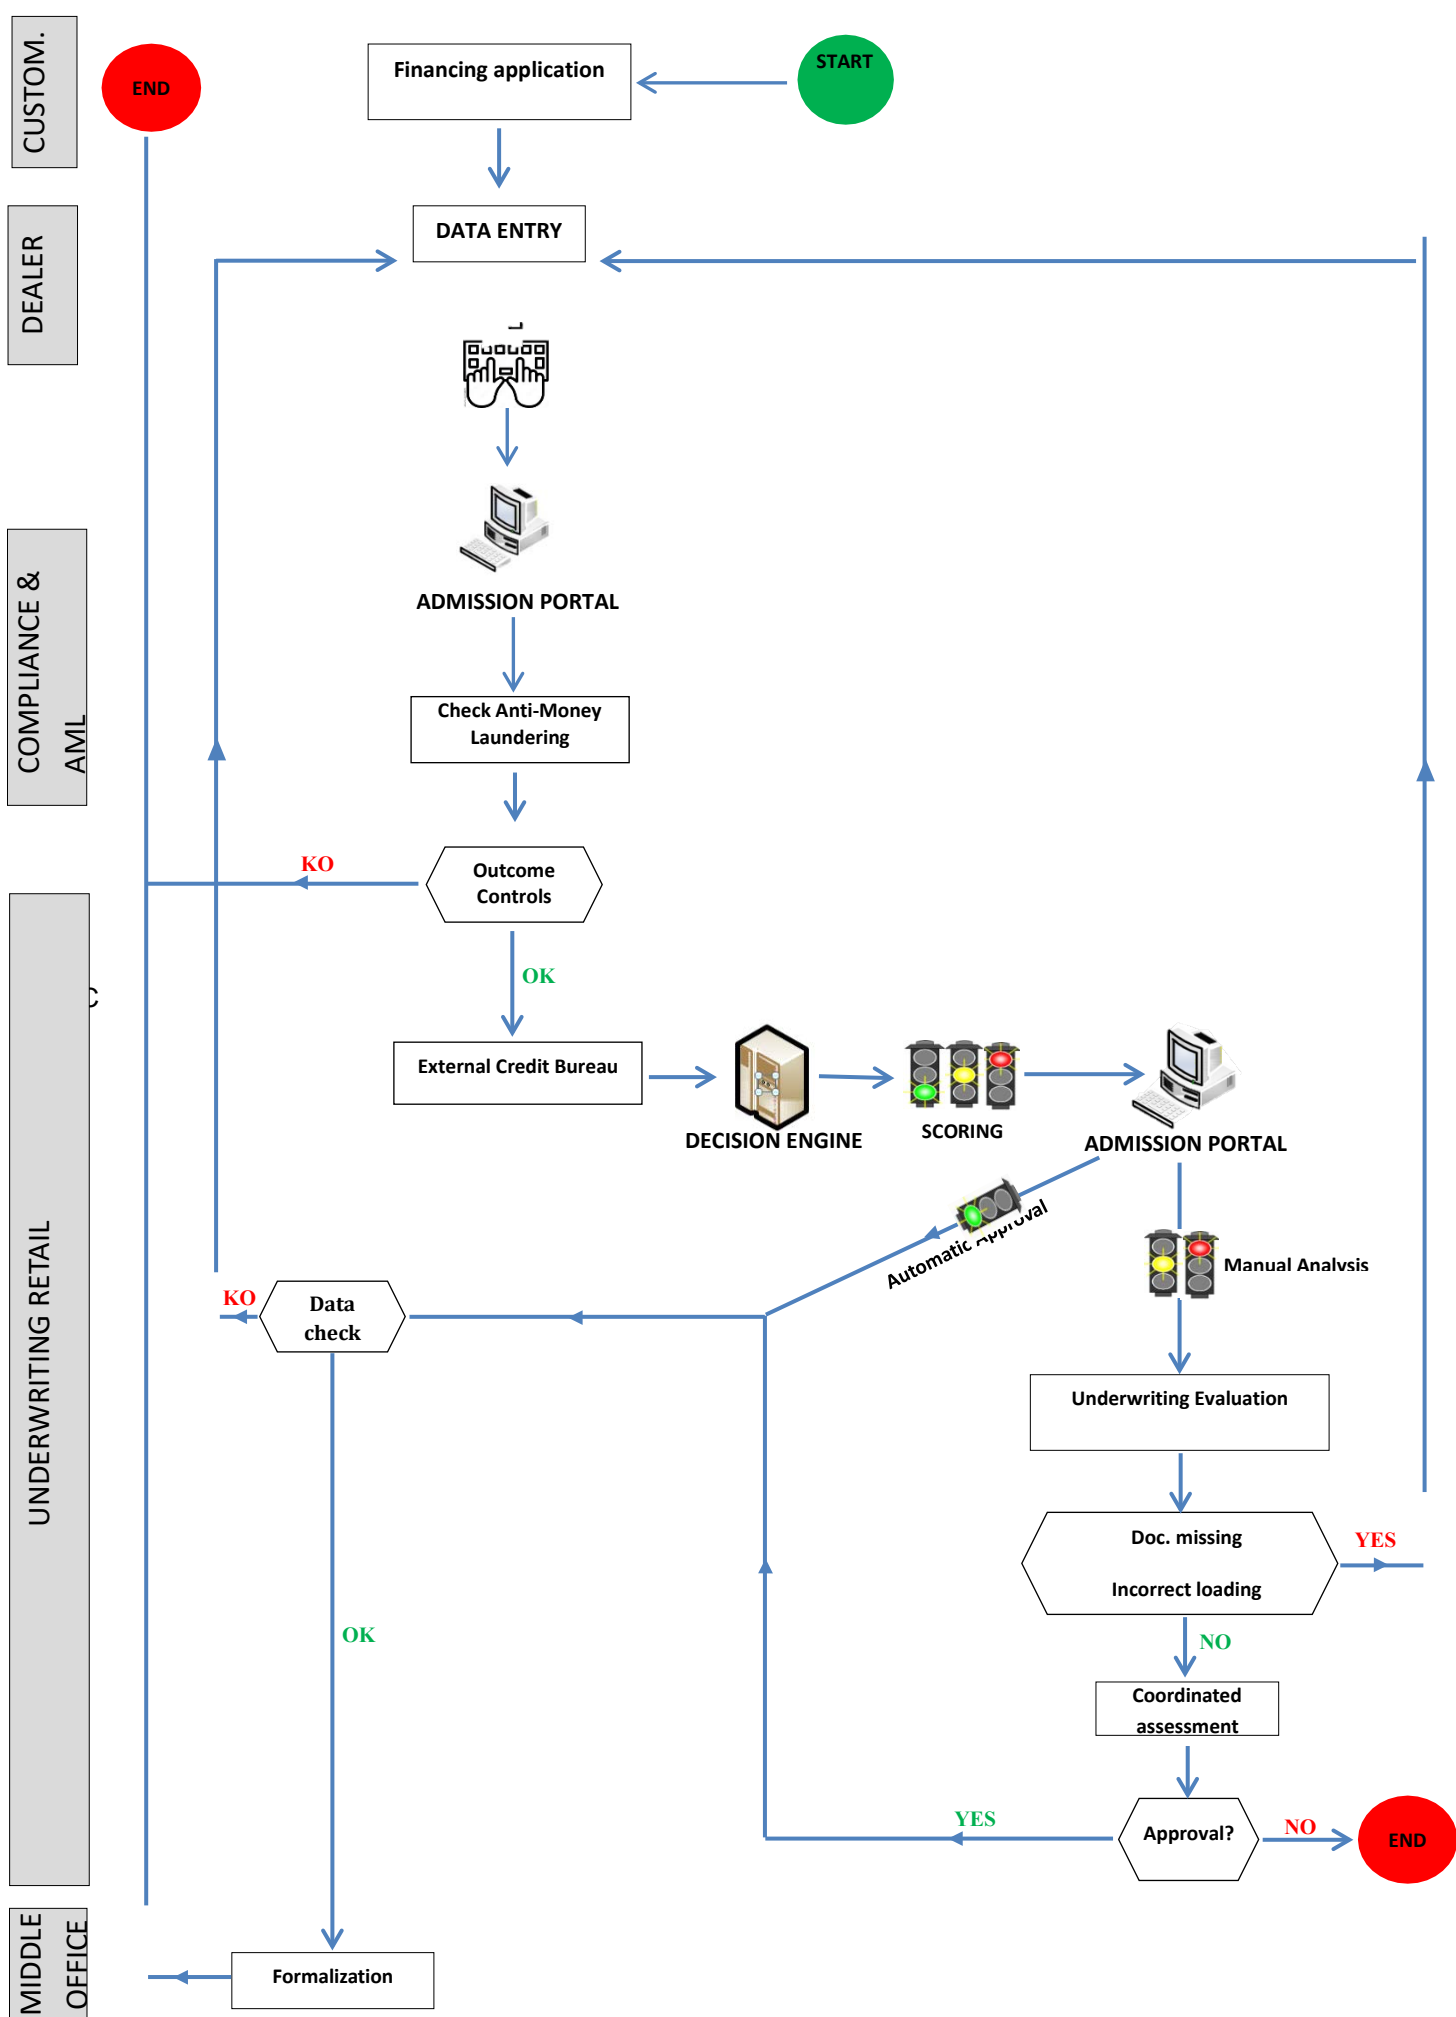 CUSTOM.
END
Financing application
START
DEALER
DATA ENTRY
COMPLIANCE &
AML
ADMISSION PORTAL
Check Anti-Money
Laundering
KO
Outcome
Controls
OK
UNDERWRITING RETAIL
C
External Credit Bureau
DECISION ENGINE
SCORING
ADMISSION PORTAL
Automatic Approval
Manual Analysis
KO
Data
check
Underwriting Evaluation
Doc. missing
Incorrect loading
YES
OK
NO
Coordinated
assessment
YES
Approval?
NO
END
MIDDLE
OFFICE
Formalization